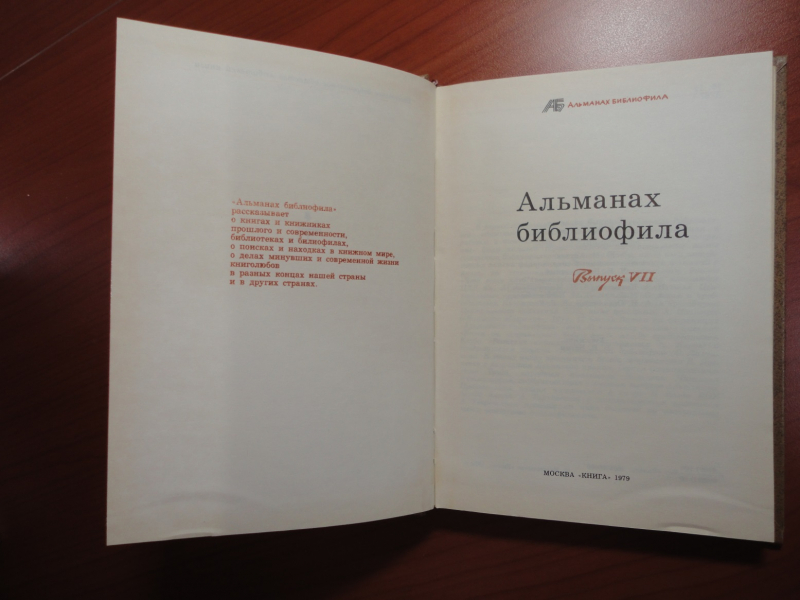 «Альманах библиофила»
рассказывает
о книгах и книжниках
прошлого и современности,
библиотеках и билиофилах,
о поисках и находках в книжном мире,
о делах минувших и современной жизни
книголюбов
в разных концах нашей страны
и в других странах.
АБ АЛЬМАНАХ БИБЛИОФИЛА
Альманах
библиофила
Выпуск VII
МОСКВА «КНИГА» 1979